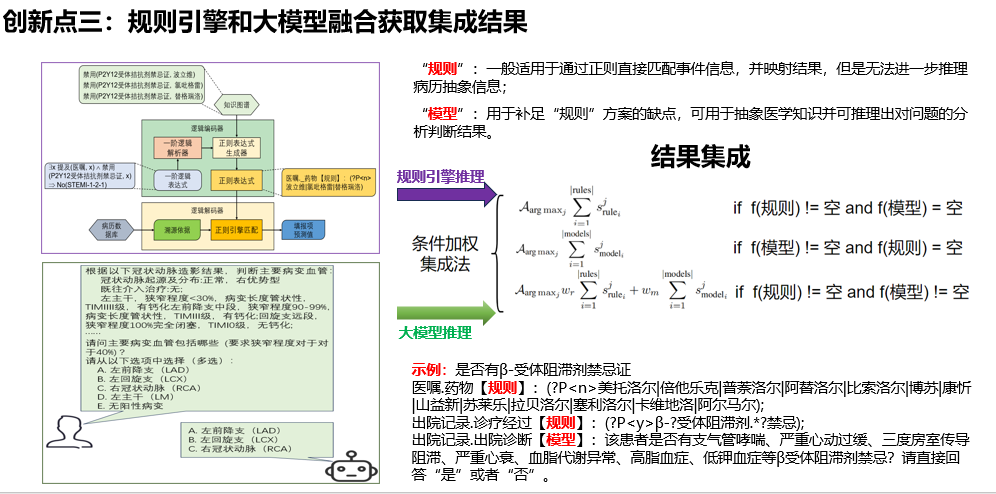 创新点三：规则引擎和大模型融合获取集成结果
禁用(P2Y12受体拮抗剂禁忌证, 波立维)
禁用(P2Y12受体拮抗剂禁忌证, 氯吡格雷)
禁用(P2Y12受体拮抗剂禁忌证, 替格瑞洛)
知识图谱
逻辑编码器
一阶逻辑
解析器
正则表达式
生成器
∃x 提及(医嘱, x) ∧ 禁用
(P2Y12受体拮抗剂禁忌证, x)
⇒ No(STEMI-1-2-1)
一阶逻辑
表达式
正则表达式
医嘱._药物【规则】: (?P<n>
波立维|氯吡格雷|替格瑞洛)
逻辑解码器
病历数
据库
溯源依据
正则引擎匹配
填报项
预测值
根据以下冠状动脉造影结果，判断主要病变血管：
冠状动脉起源及分布:正常，右优势型
既往介入治疗:无;
左主干，狭窄程度<30%，病变长度管状性，
TIMIII级，有钙化左前降支中段，狭窄程度90-99%，
病变长度管状性，TIMIII级，有钙化;回旋支远段，
狭窄程度100%完全闭塞，TIMI0级，无钙化;
······
请问主要病变血管包括哪些（要求狭窄程度对于对
于40%）?
请从以下选项中选择（多选）:
A. 左前降支（LAD）
B. 左回旋支（LCX）
C. 右冠状动脉（RCA）
D. 左主干（LM）
E. 无阳性病变
A. 左前降支（LAD）
B. 左回旋支（LCX）
C. 右冠状动脉（RCA）
“规则”：一般适用于通过正则直接匹配事件信息，并映射结果，但是无法进一步推理
病历抽象信息；
“模型”：用于补足“规则”方案的缺点，可用于抽象医学知识并可推理出对问题的分
析判断结果。
结果集成
规则引擎推理
条件加权
集成法
大模型推理
𝒜arg max_j ∑_{i=1}^{|rules|} s^j_{rule_i} if f(规则) != 空 and f(模型) = 空
𝒜arg max_j ∑_{i=1}^{|models|} s^j_{model_i} if f(模型) != 空 and f(规则) = 空
𝒜arg max_j w_r ∑_{i=1}^{|rules|} s^j_{rule_i} + w_m ∑_{i=1}^{|models|} s^j_{model_i} if f(规则) != 空 and f(模型) != 空
示例：是否有β-受体阻滞剂禁忌证
医嘱.药物【规则】: (?P<n>美托洛尔|倍他乐克|普萘洛尔|阿替洛尔|比索洛尔|博苏|康忻
|山益新|苏莱乐|拉贝洛尔|塞利洛尔|卡维地洛|阿尔马尔);
出院记录.诊疗经过【规则】: (?P<y>β-?受体阻滞剂.*?禁忌);
出院记录.出院诊断【模型】：该患者是否有支气管哮喘、严重心动过缓、三度房室传导
阻滞、严重心衰、血脂代谢异常、高脂血症、低钾血症等β受体阻滞剂禁忌？请直接回
答“是”或者“否”。